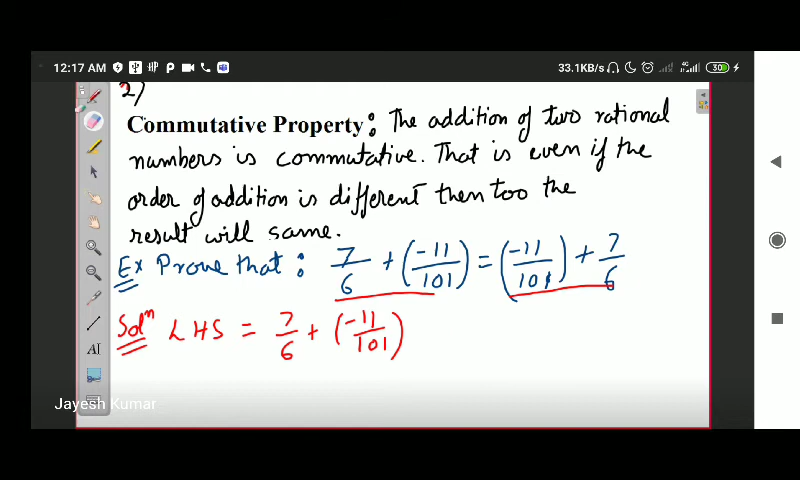 12:17 AM 33.1KB/s 4G 30
2)
Commutative Property: The addition of two rational
numbers is commutative. That is even if the
order of addition is different then too the
result will same.
Ex Prove that: 7/6 + (-11/101) = (-11/101) + 7/6
Solⁿ LHS = 7/6 + (-11/101)
AI
Jayesh Kumar